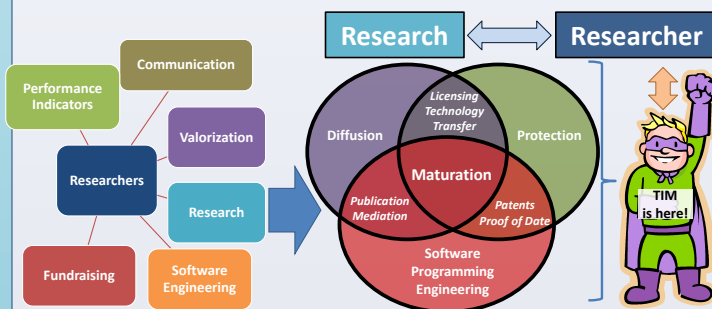 Research
Researcher
Communication
Performance
Indicators
Valorization
Researchers
Research
Fundraising
Software
Engineering
Licensing
Technology
Transfer
Diffusion
Protection
Maturation
Publication
Mediation
Patents
Proof of Date
Software
Programming
Engineering
TIM
is here!